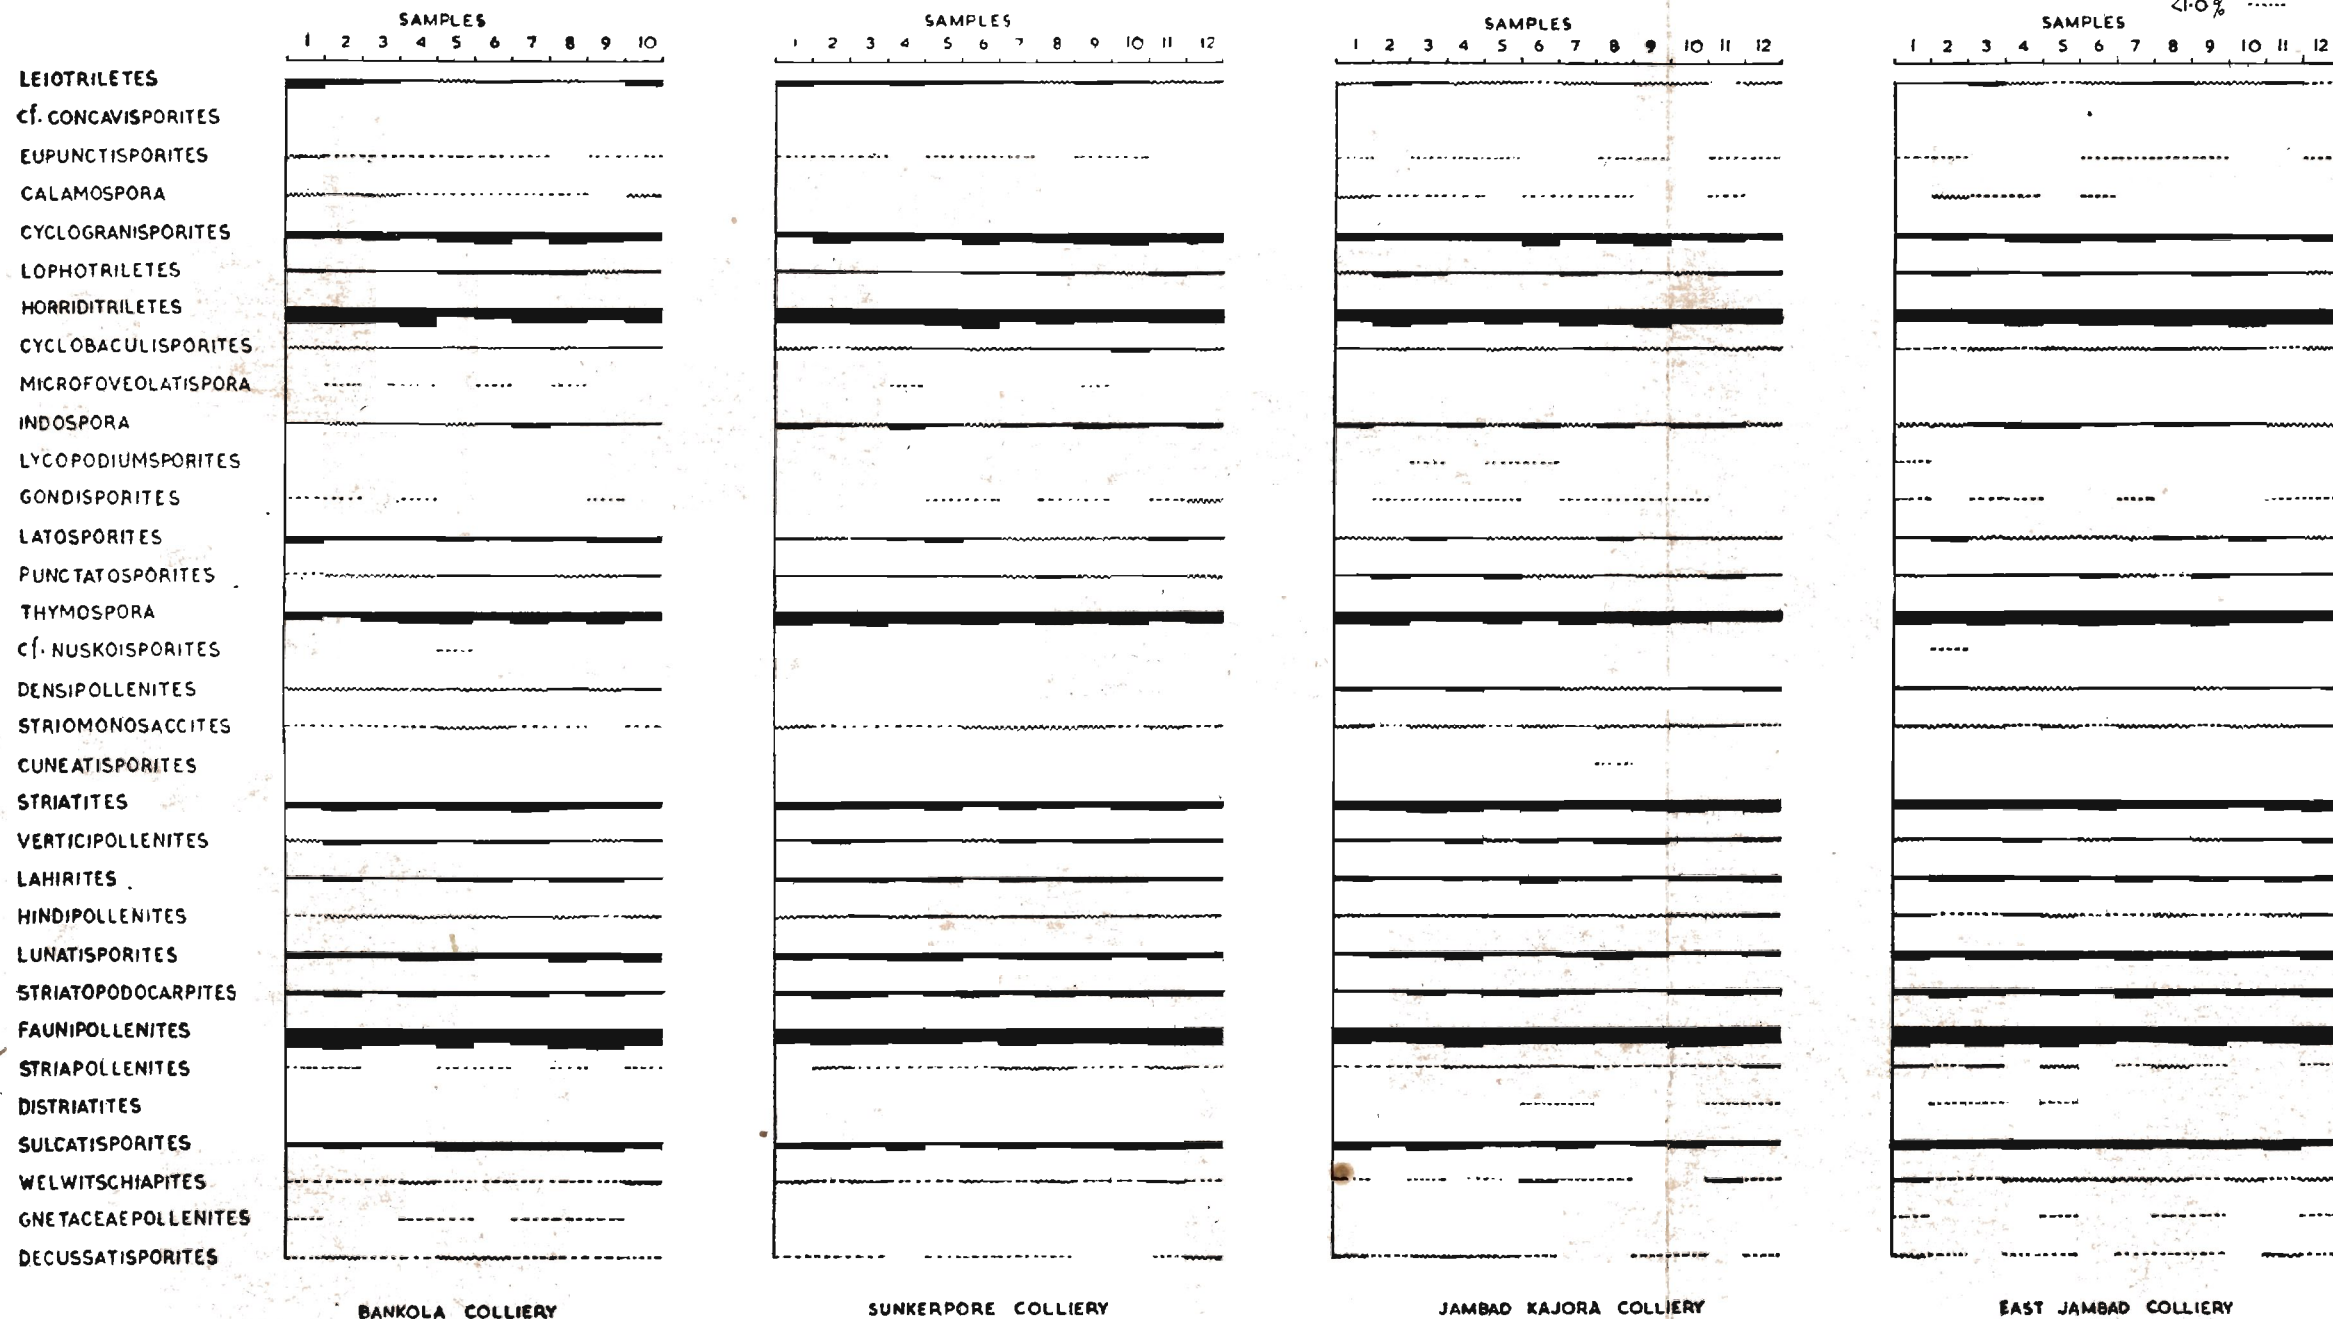 <1·0%
SAMPLES SAMPLES SAMPLES SAMPLES
1 2 3 4 5 6 7 8 9 10 1 2 3 4 5 6 7 8 9 10 11 12 1 2 3 4 5 6 7 8 9 10 11 12 1 2 3 4 5 6 7 8 9 10 11 12
LEIOTRILETES
cf. CONCAVISPORITES
EUPUNCTISPORITES
CALAMOSPORA
CYCLOGRANISPORITES
LOPHOTRILETES
HORRIDITRILETES
CYCLOBACULISPORITES
MICROFOVEOLATISPORA
INDOSPORA
LYCOPODIUMSPORITES
GONDISPORITES
LATOSPORITES
PUNCTATOSPORITES
THYMOSPORA
cf. NUSKOISPORITES
DENSIPOLLENITES
STRIOMONOSACCITES
CUNEATISPORITES
STRIATITES
VERTICIPOLLENITES
LAHIRITES
HINDIPOLLENITES
LUNATISPORITES
STRIATOPODOCARPITES
FAUNIPOLLENITES
STRIAPOLLENITES
DISTRIATITES
SULCATISPORITES
WELWITSCHIAPITES
GNETACEAEPOLLENITES
DECUSSATISPORITES
BANKOLA COLLIERY SUNKERPORE COLLIERY JAMBAD KAJORA COLLIERY EAST JAMBAD COLLIERY